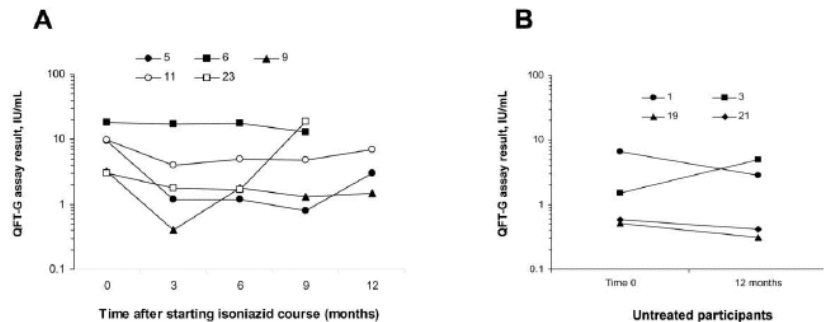 A
5 6 9
11 23
QFT-G assay result, IU/mL
100
10
1
0.1
0 3 6 9 12
Time after starting isoniazid course (months)
B
1 3
19 21
QFT-G assay result, IU/mL
100
10
1
0.1
Time 0 12 months
Untreated participants